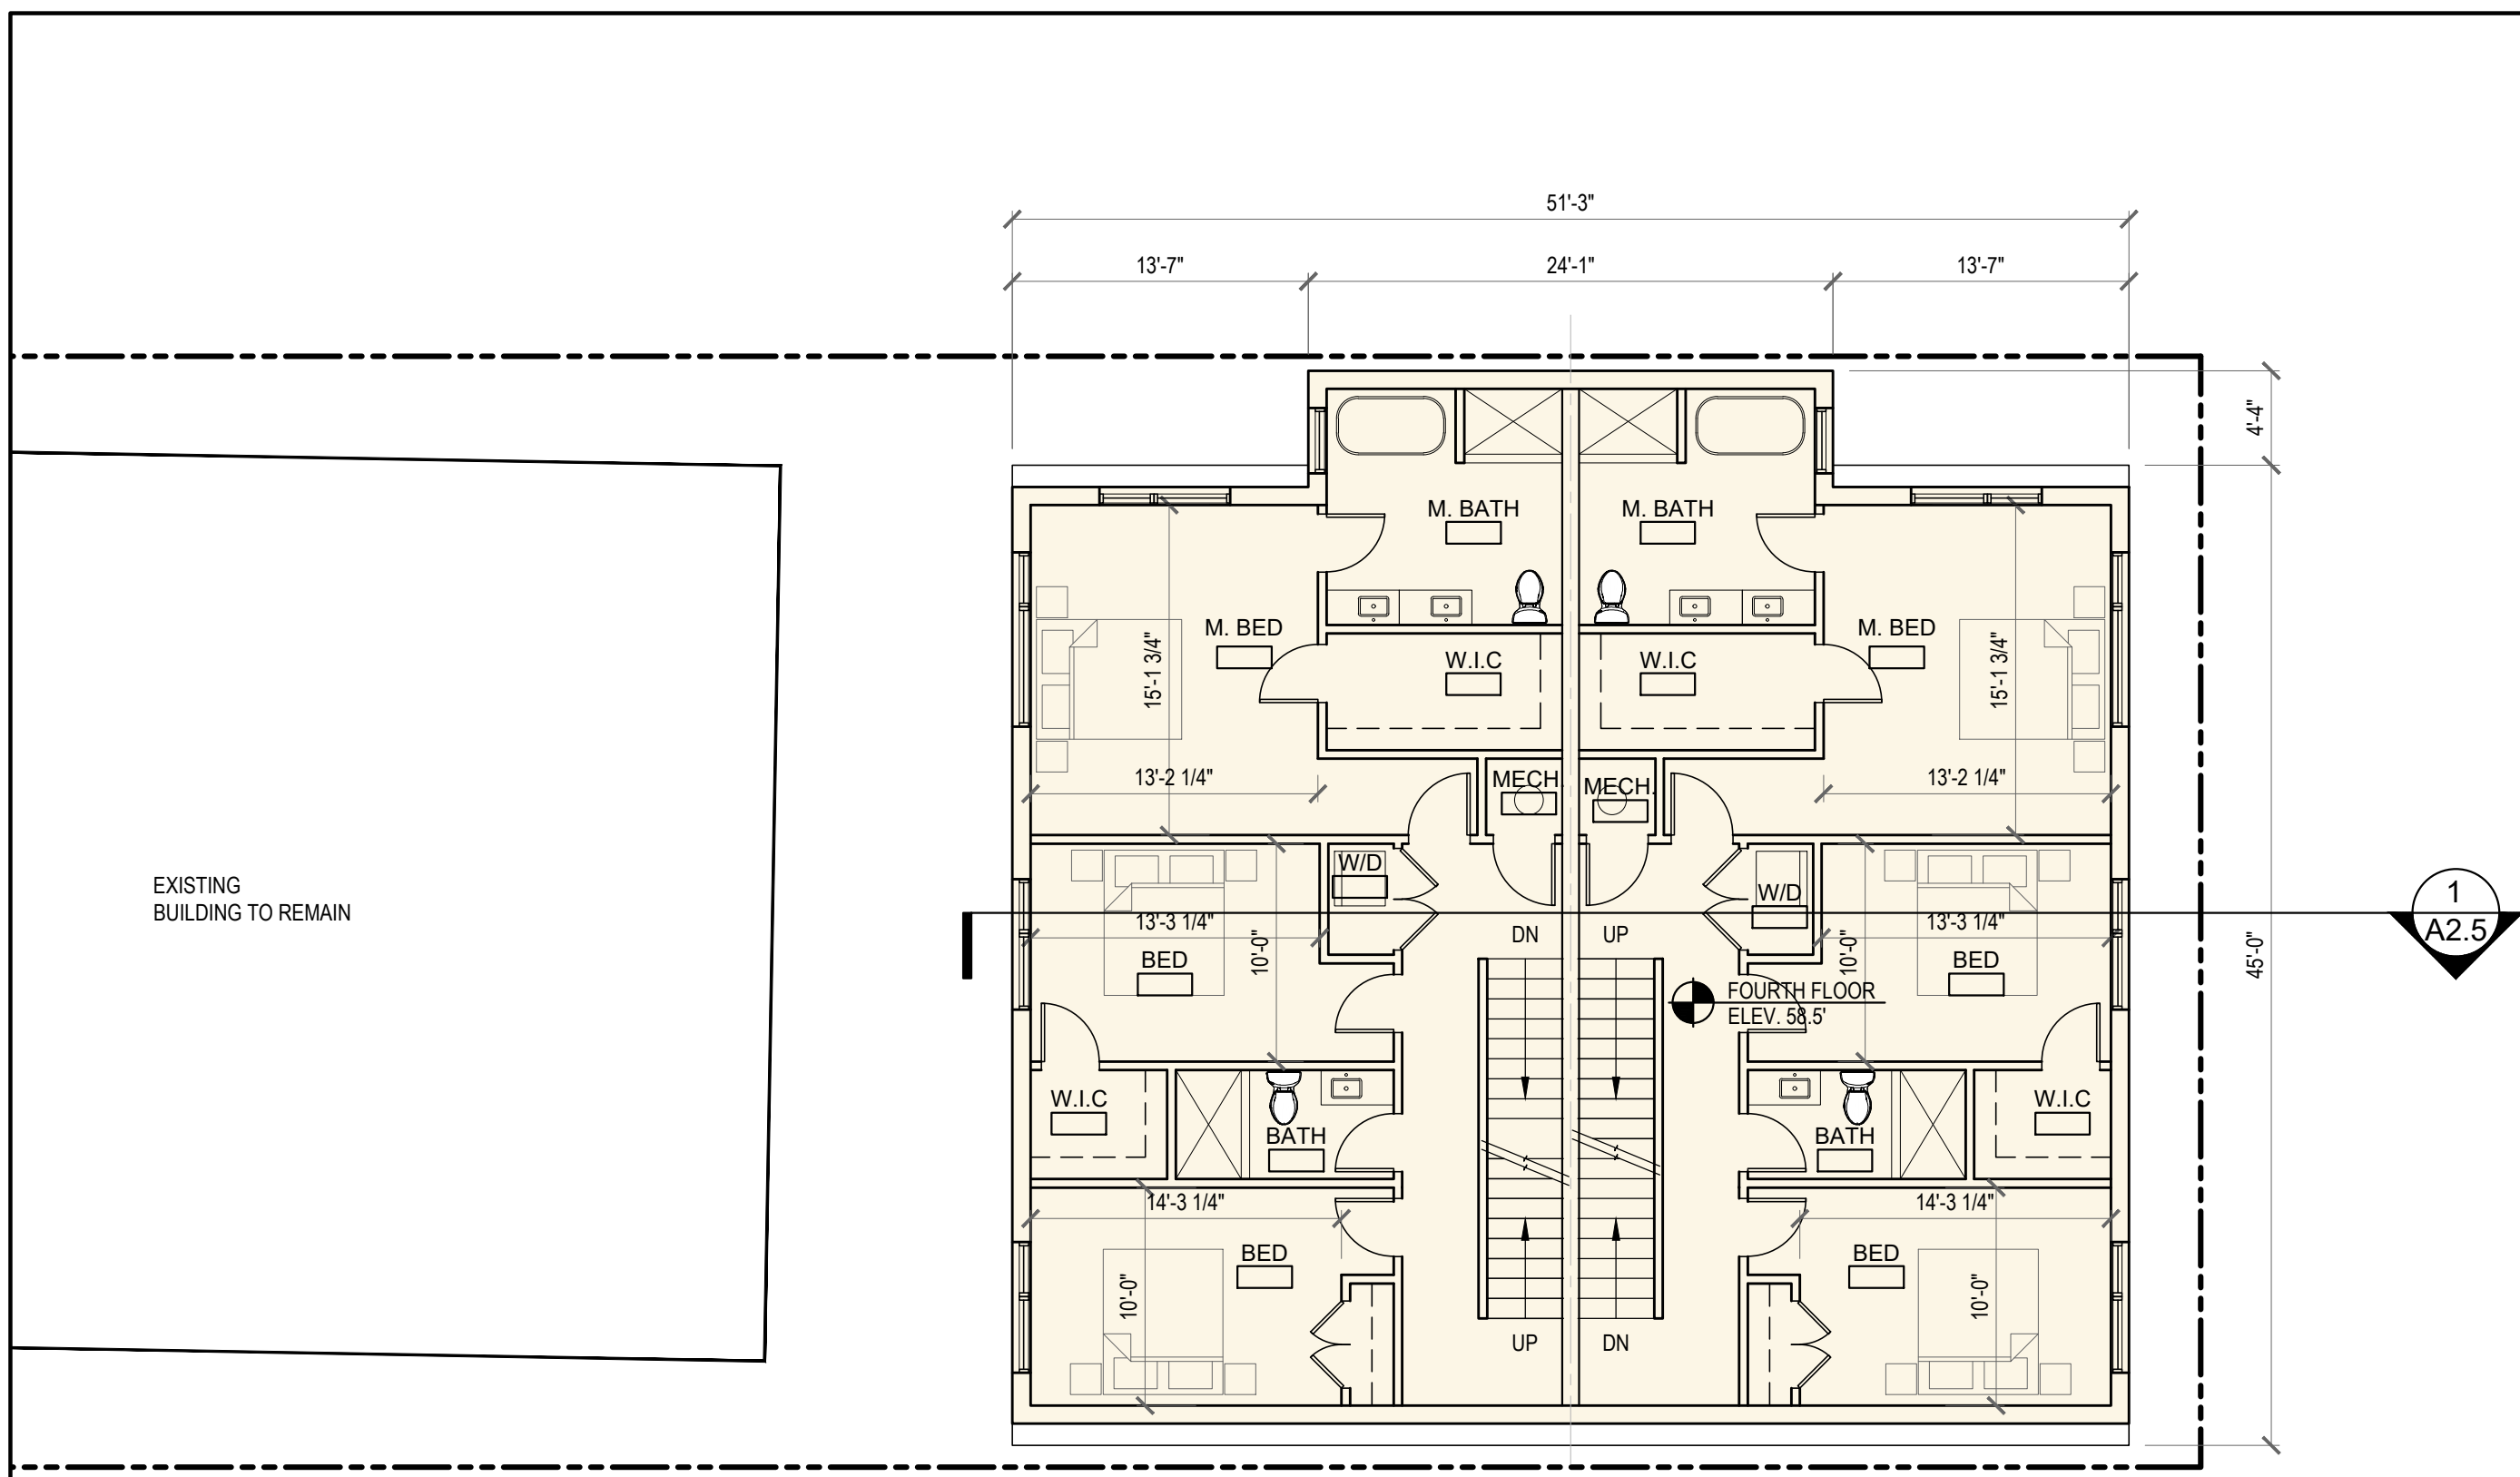 51'-3"
13'-7" 24'-1" 13'-7"
4'-4"
M. BATH M. BATH
M. BED M. BED
15'-1 3/4" 15'-1 3/4"
W.I.C W.I.C
13'-2 1/4" MECH. MECH. 13'-2 1/4"
W/D W/D
EXISTING
BUILDING TO REMAIN
13'-3 1/4" 13'-3 1/4"
1
A2.5
DN UP
BED 10'-0" 10'-0" BED
45'-0"
FOURTH FLOOR
ELEV. 58.5'
W.I.C W.I.C
BATH BATH
14'-3 1/4" 14'-3 1/4"
BED BED
10'-0" 10'-0"
UP DN